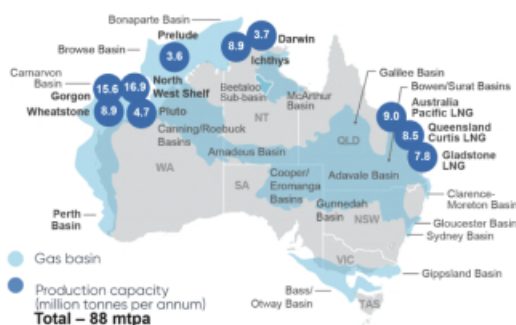 Bonaparte Basin
Prelude
3.7
Darwin
Browse Basin
8.9
3.6
Ichthys
Carnarvon
Basin
Galilee Basin
Bowen/Surat Basins
North
West Shelf
Beetaloo
Sub-basin
McArthur
Basin
Gorgon
15.6
16.9
Australia
Pacific LNG
9.0
Wheatstone
8.9
4.7
Pluto
NT
Canning/Roebuck
Basins
QLD
8.5
Queensland
Curtis LNG
Amadeus Basin
7.8
Gladstone
LNG
WA
Adavale Basin
Cooper/
Eromanga
Basins
SA
Clarence-
Moreton Basin
Gunnedah
Basin
NSW
Perth
Basin
Gloucester Basin
Sydney Basin
Gas basin
VIC
Gippsland Basin
Production capacity
(million tonnes per annum)
Total – 88 mtpa
Bass/
Otway Basin
TAS